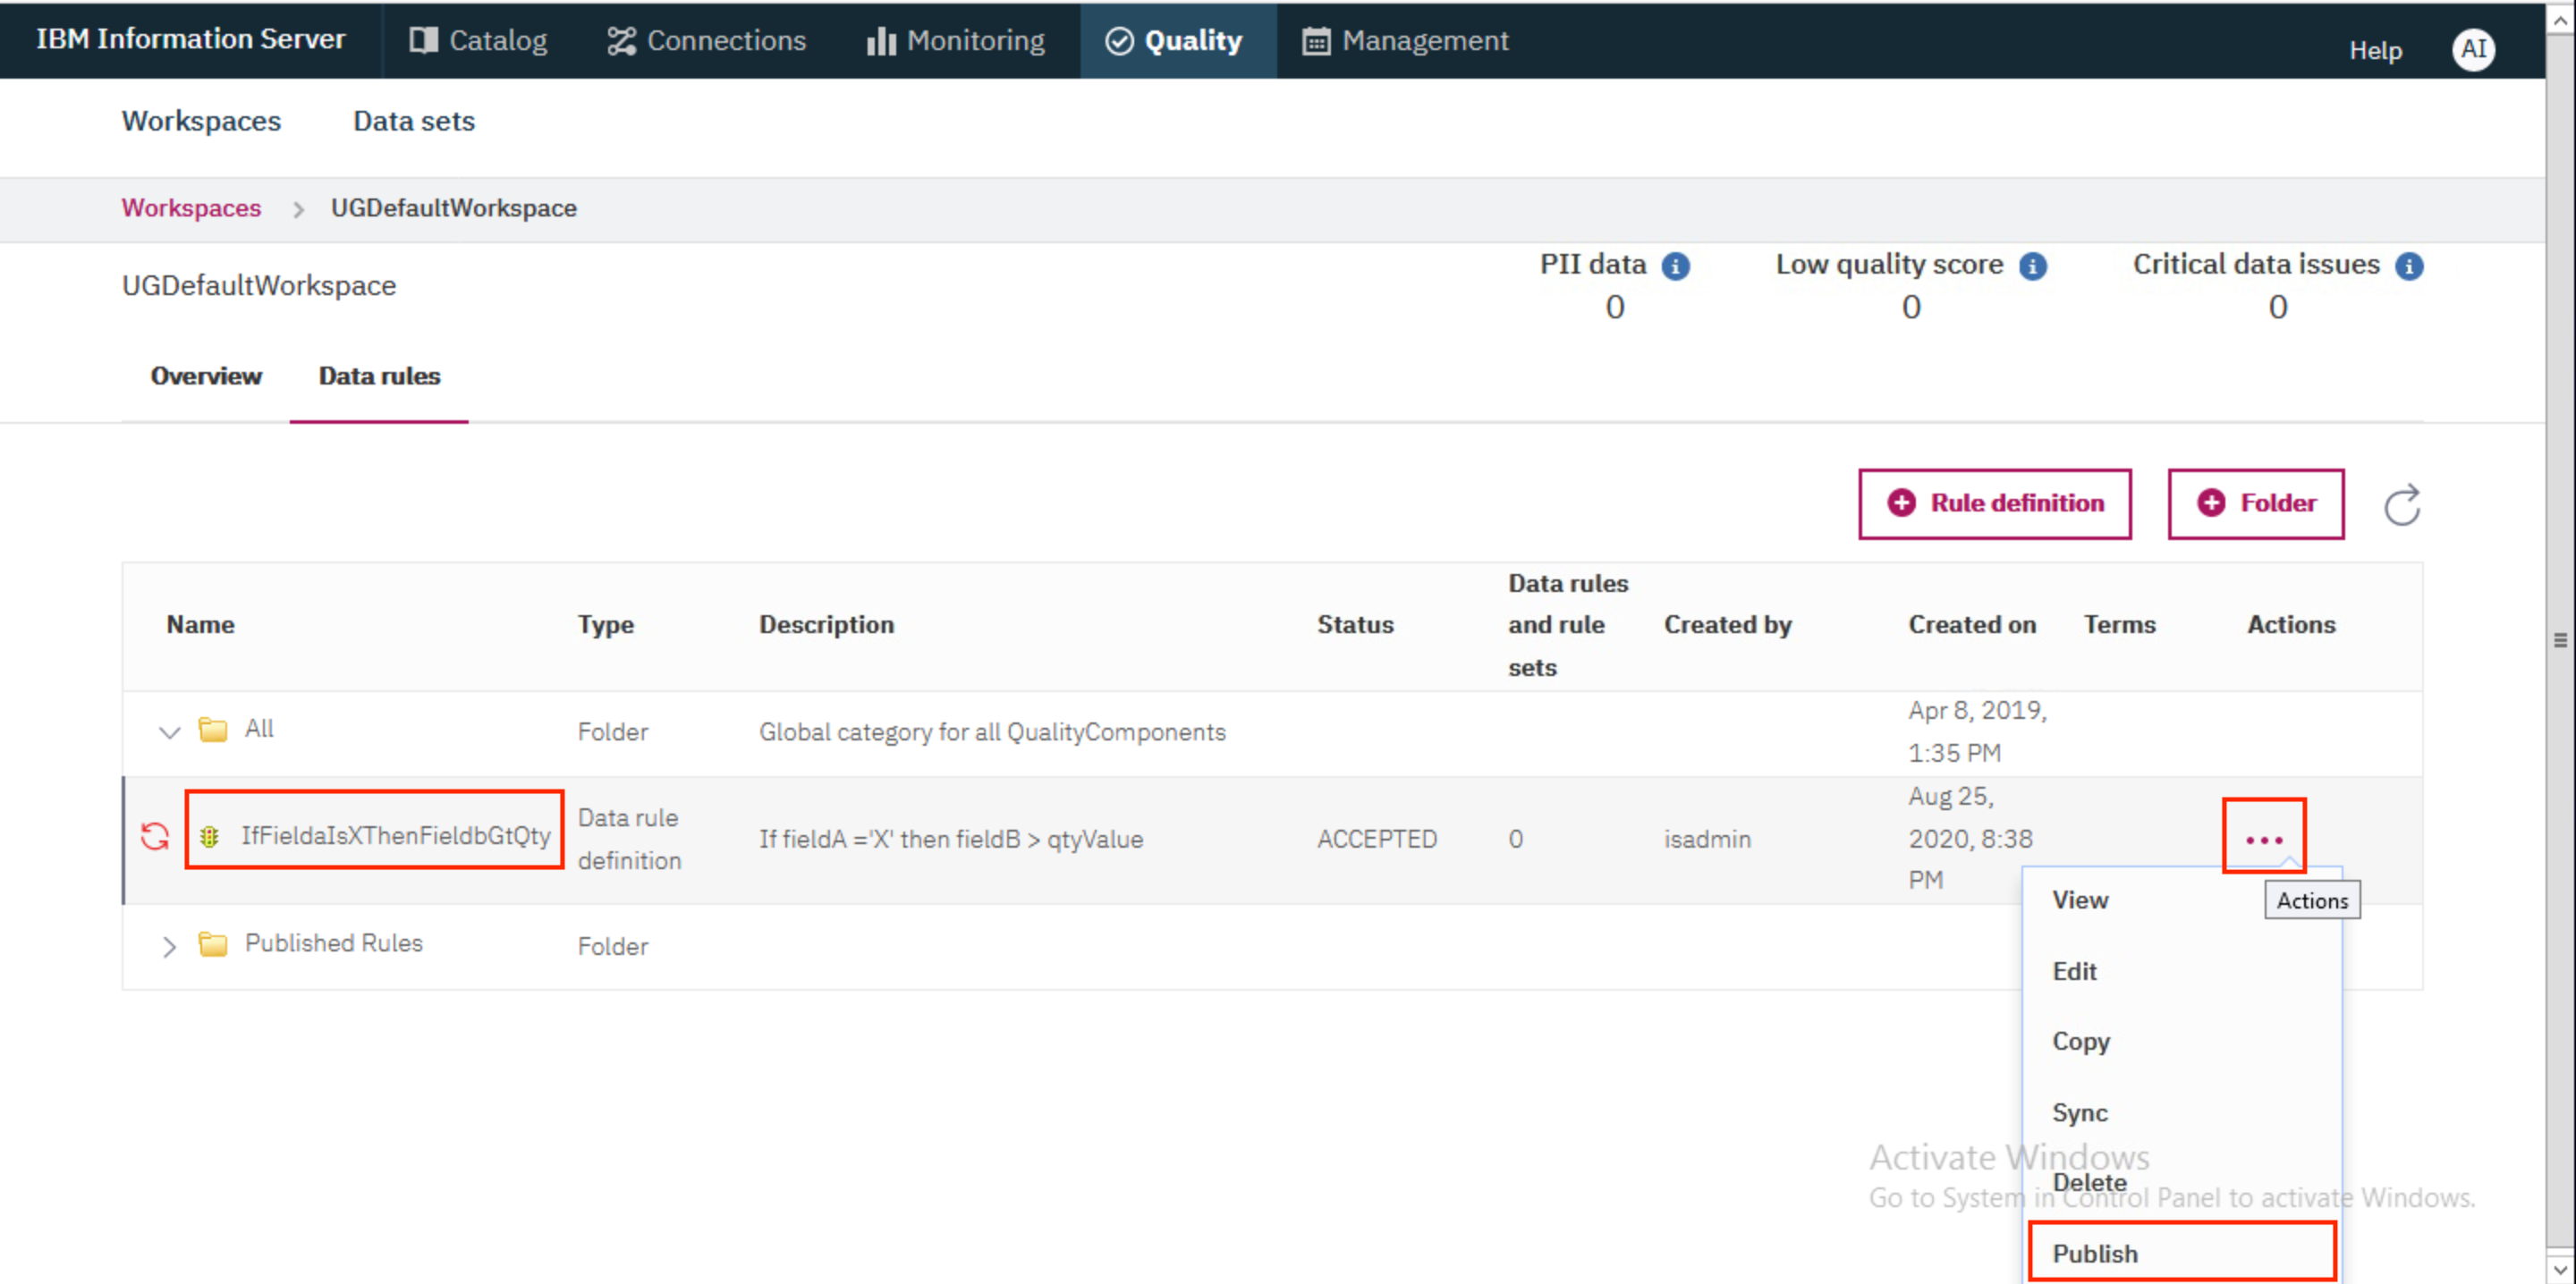 IBM Information Server
Catalog
Connections
Monitoring
Quality
Management
Help
AI
Workspaces
Data sets
Workspaces > UGDefaultWorkspace
UGDefaultWorkspace
PII data
0
Low quality score
0
Critical data issues
0
Overview
Data rules
Rule definition
Folder
Name
Type
Description
Status
Data rules
and rule
sets
Created by
Created on
Terms
Actions
All
Folder
Global category for all QualityComponents
Apr 8, 2019,
1:35 PM
IfFieldaIsXThenFieldbGtQty
Data rule
definition
If fieldA ='X' then fieldB > qtyValue
ACCEPTED
0
isadmin
Aug 25,
2020, 8:38
PM
Published Rules
Folder
Actions
View
Edit
Copy
Sync
Delete
Publish
Activate Windows
Go to System in Control Panel to activate Windows.